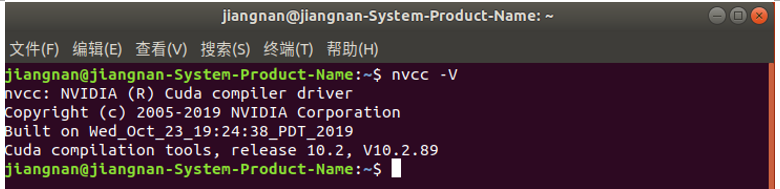 jiangnan@jiangnan-System-Product-Name: ~
文件(F) 编辑(E) 查看(V) 搜索(S) 终端(T) 帮助(H)
jiangnan@jiangnan-System-Product-Name:~$ nvcc -V
nvcc: NVIDIA (R) Cuda compiler driver
Copyright (c) 2005-2019 NVIDIA Corporation
Built on Wed_Oct_23_19:24:38_PDT_2019
Cuda compilation tools, release 10.2, V10.2.89
jiangnan@jiangnan-System-Product-Name:~$